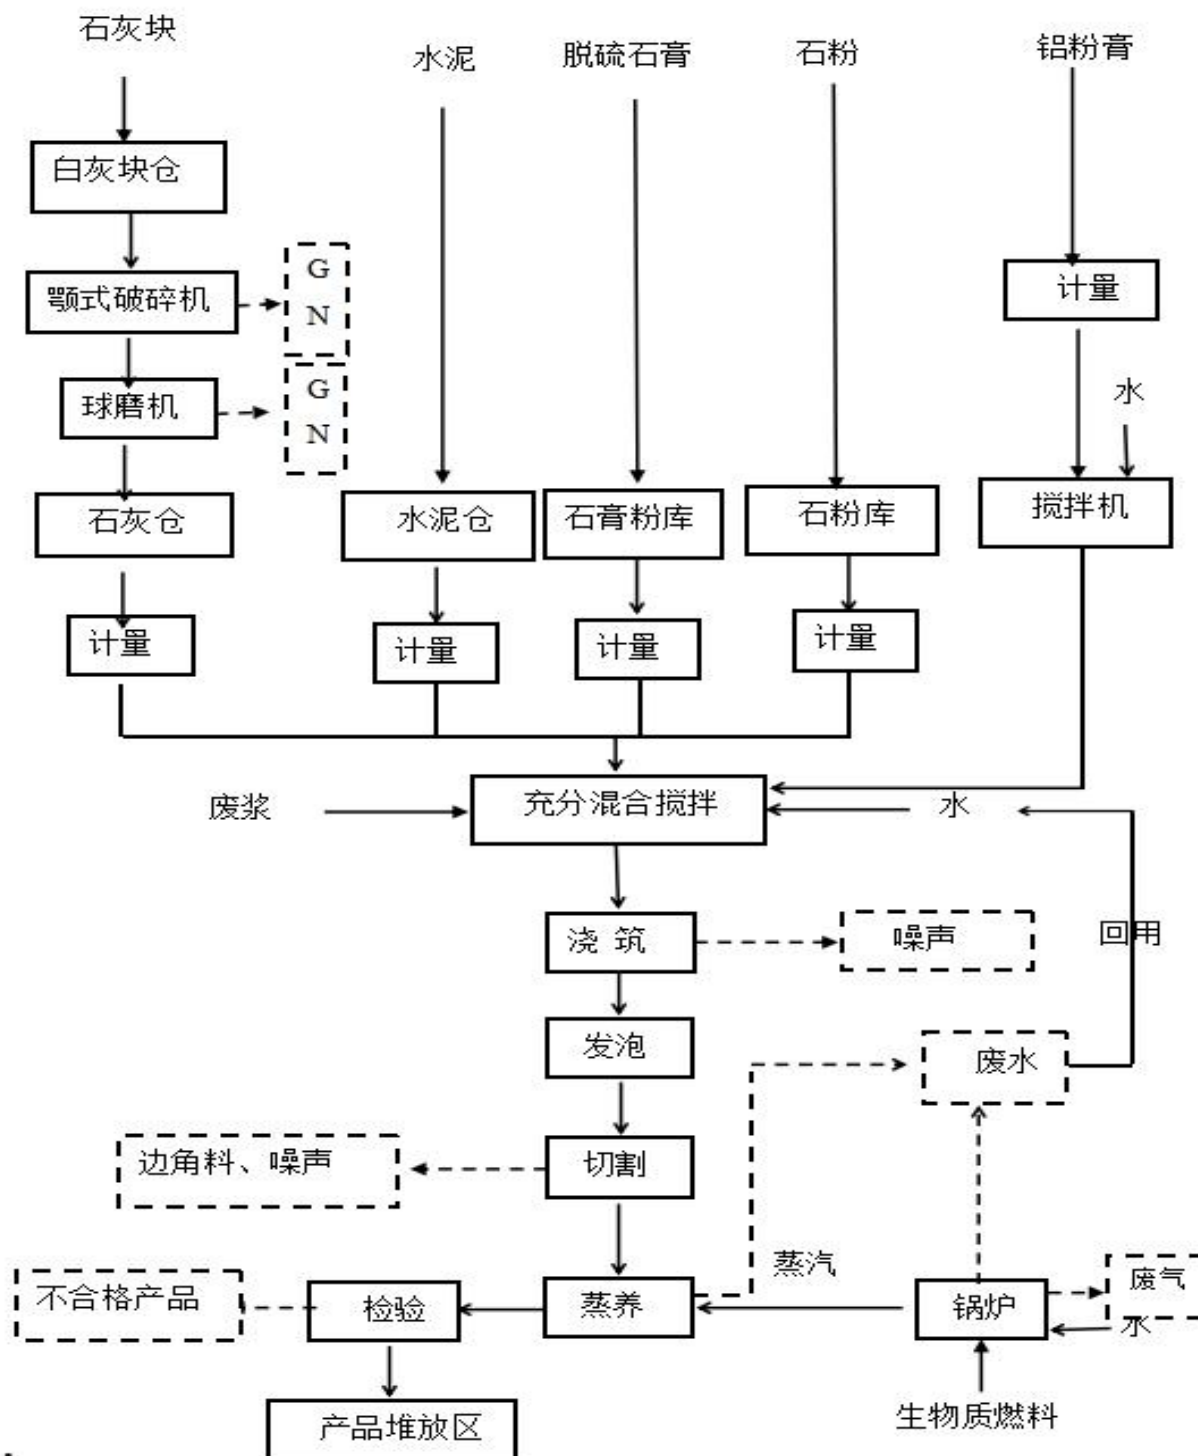 石灰块
水泥
脱硫石膏
石粉
铝粉膏
白灰块仓
颚式破碎机
G
N
计量
球磨机
G
N
水
石灰仓
水泥仓
石膏粉库
石粉库
搅拌机
计量
计量
计量
计量
废浆
充分混合搅拌
水
浇 筑
噪声
回用
发泡
废水
边角料、噪声
切割
蒸汽
不合格产品
检验
蒸养
锅炉
废气
水
产品堆放区
生物质燃料